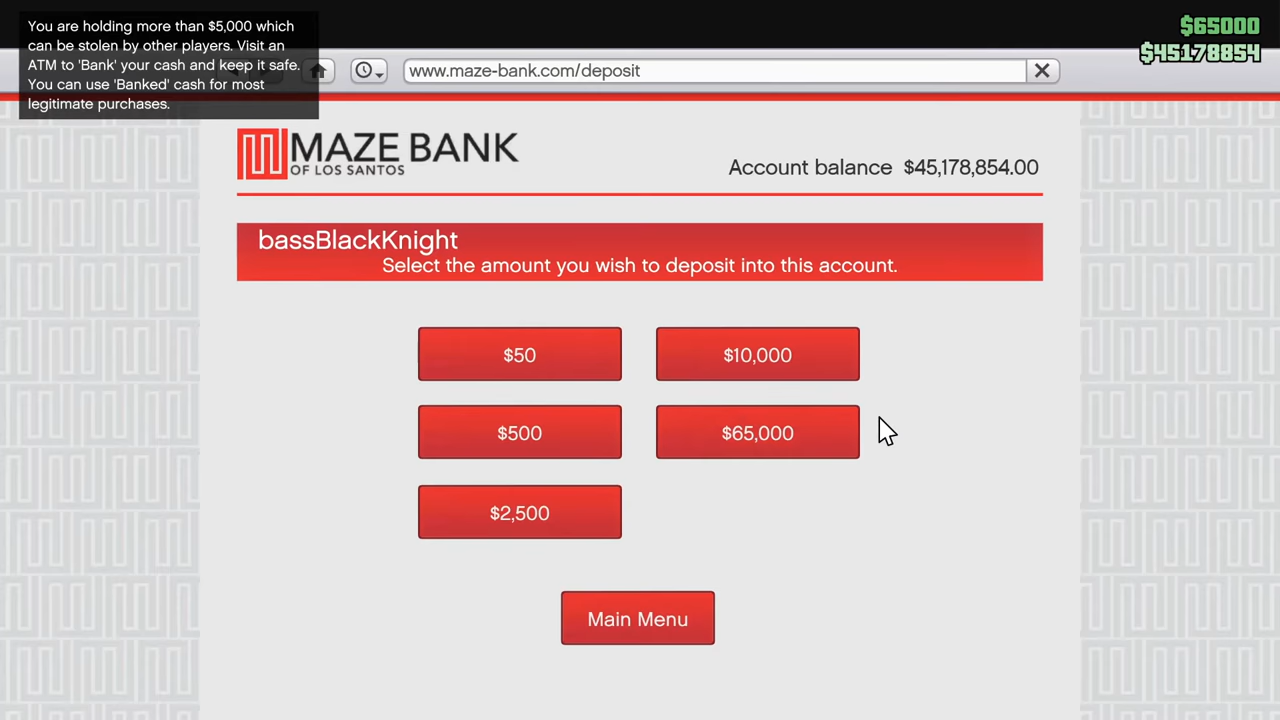 You are holding more than $5,000 which
can be stolen by other players. Visit an
ATM to 'Bank' your cash and keep it safe.
You can use 'Banked' cash for most
legitimate purchases.
$65000
$45178854
www.maze-bank.com/deposit
MAZE BANK
OF LOS SANTOS
Account balance $45,178,854.00
bassBlackKnight
Select the amount you wish to deposit into this account.
$50
$10,000
$500
$65,000
$2,500
Main Menu